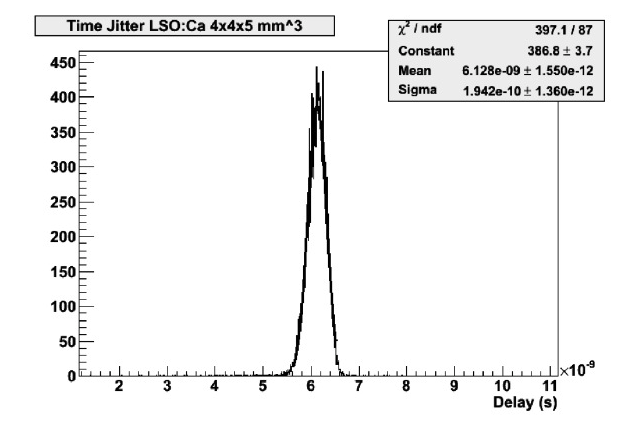 Time Jitter LSO:Ca 4x4x5 mm^3
χ² / ndf 397.1 / 87
Constant 386.8 ± 3.7
Mean 6.128e-09 ± 1.550e-12
Sigma 1.942e-10 ± 1.360e-12
450
400
350
300
250
200
150
100
50
0
2 3 4 5 6 7 8 9 10 11
×10⁻⁹
Delay (s)